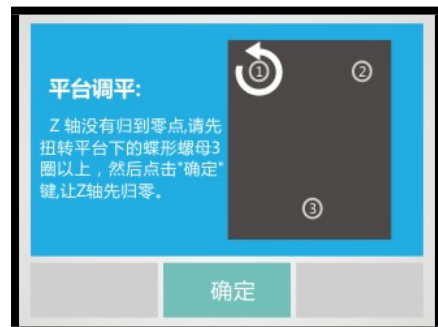 平台调平:
Z 轴没有归到零点,请先
扭转平台下的蝶形螺母3
圈以上，然后点击"确定"
键,让Z轴先归零。
①
②
③
确定